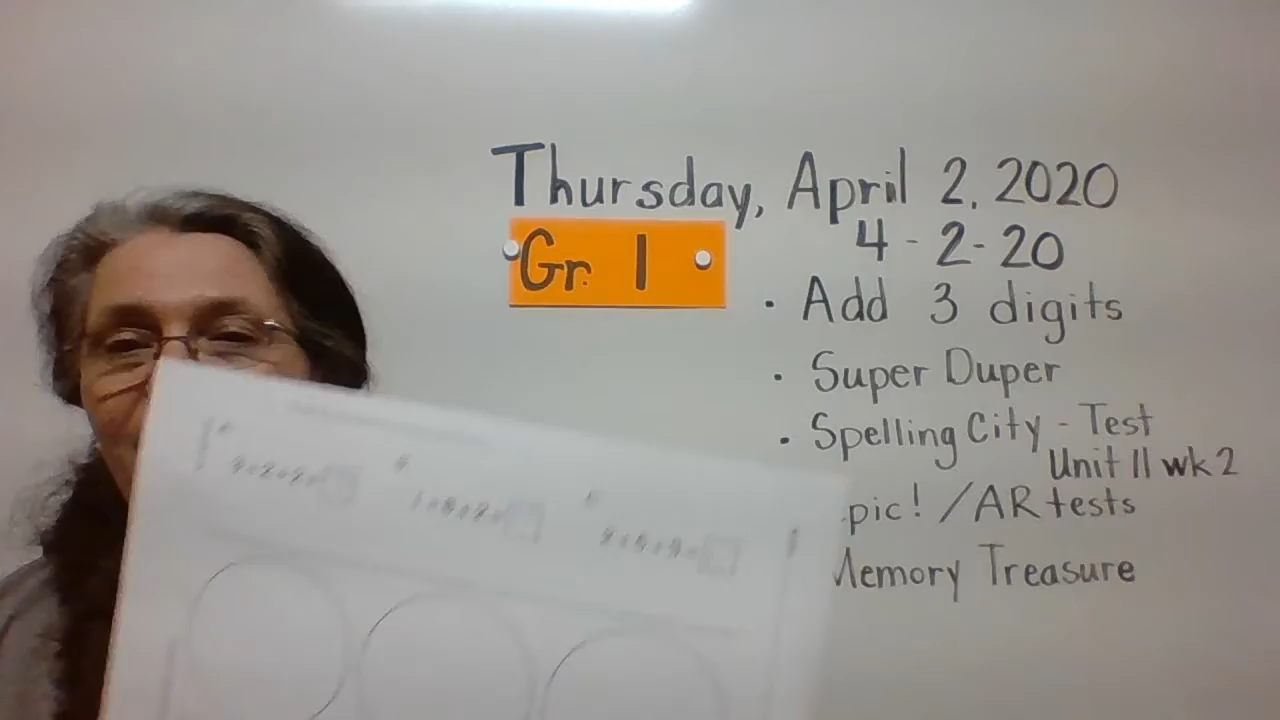 Thursday, April 2, 2020
Gr. 1
4-2-20
• Add 3 digits
• Super Duper
• Spelling City - Test
Unit 11 wk 2
pic! / AR tests
Memory Treasure